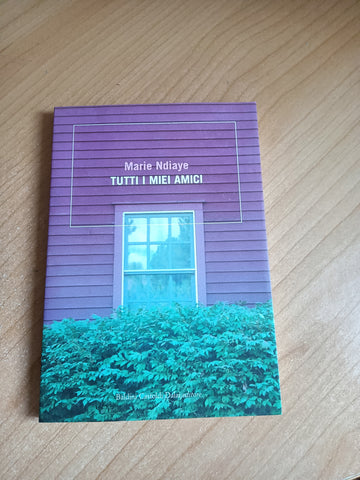 Marie Ndiaye
TUTTI I MIEI AMICI
Baldini Castoldi Dalai editore